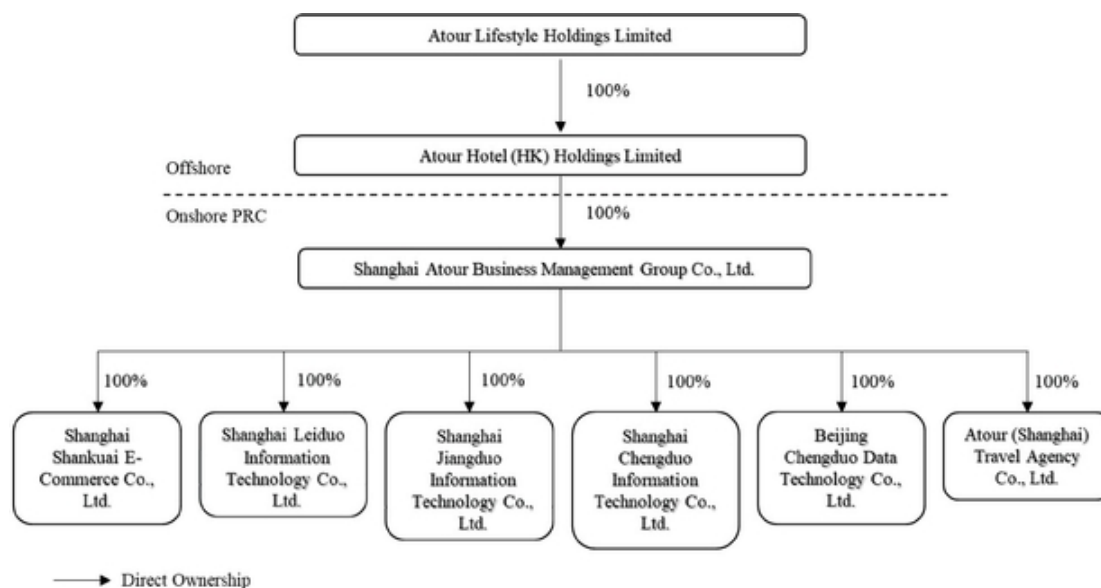 Atour Lifestyle Holdings Limited
100%
Atour Hotel (HK) Holdings Limited
Offshore
Onshore PRC
100%
Shanghai Atour Business Management Group Co., Ltd.
100%
100%
100%
100%
100%
100%
Shanghai
Shankuai E-
Commerce Co.,
Ltd.
Shanghai Leiduo
Information
Technology Co.,
Ltd.
Shanghai
Jiangduo
Information
Technology Co.,
Ltd.
Shanghai
Chengduo
Information
Technology Co.,
Ltd.
Beijing
Chengduo Data
Technology Co.,
Ltd.
Atour (Shanghai)
Travel Agency
Co., Ltd.
Direct Ownership